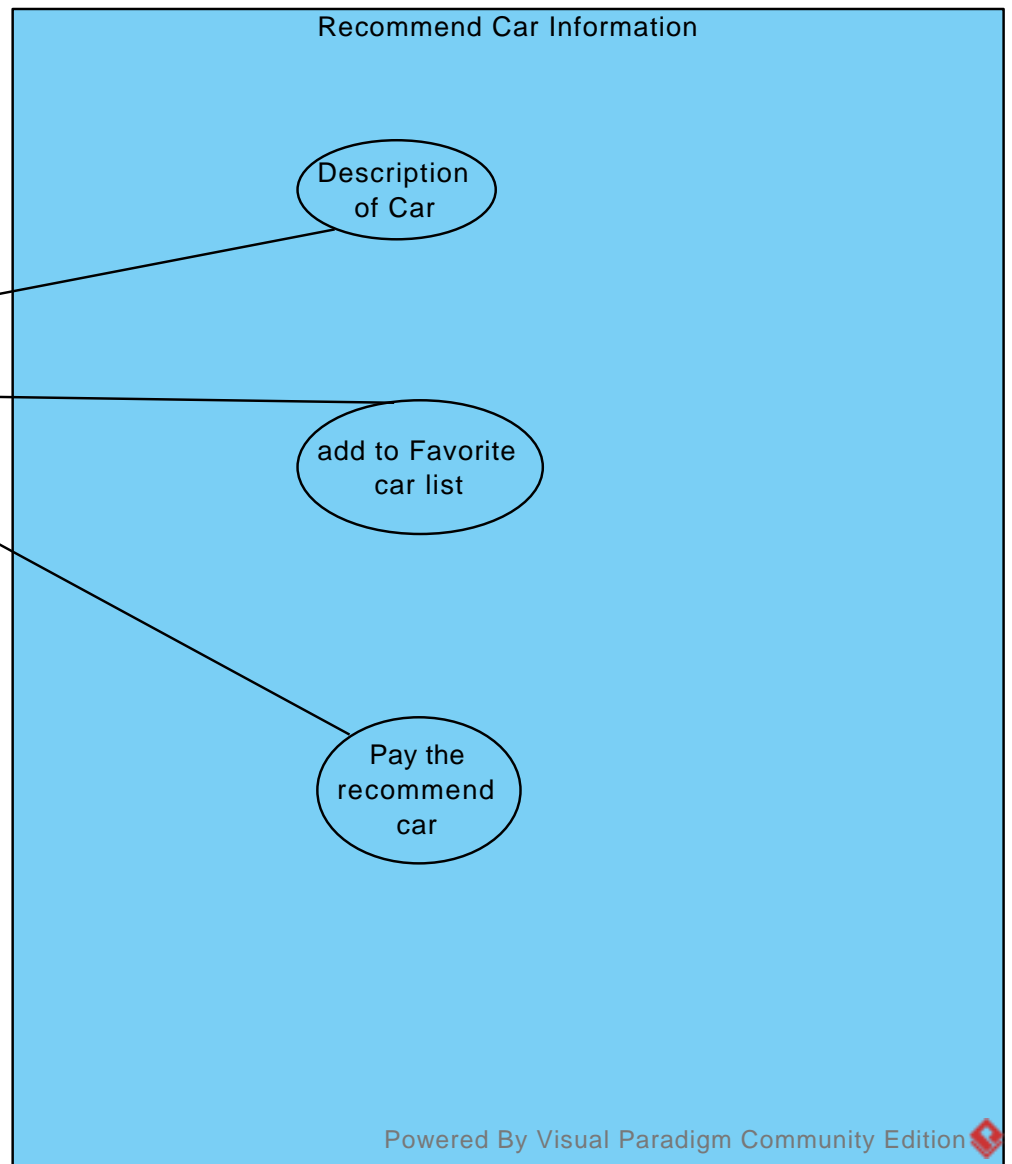 Recommend Car Information
Description
of Car
add to Favorite
car list
Pay the
recommend
car
Powered By Visual Paradigm Community Edition